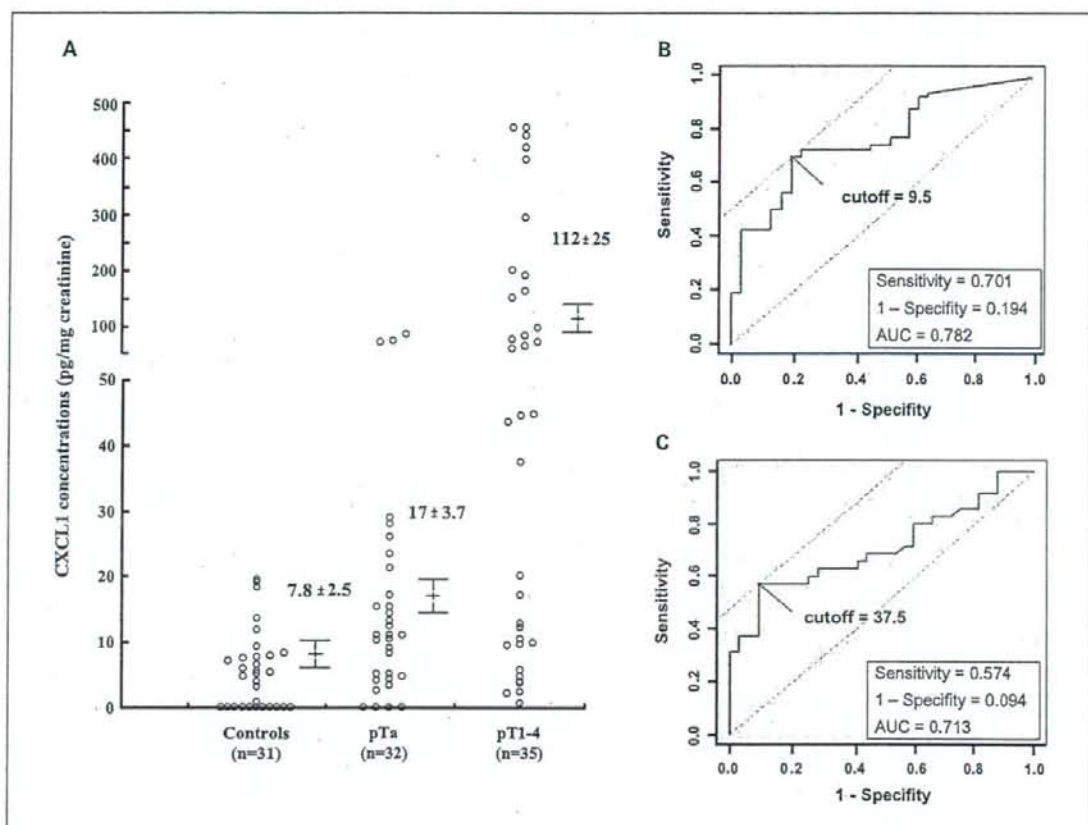 A
CXCL1 concentrations (pg/mg creatinine)
500
400
300
200
100
50
40
30
20
10
0
7.8 ±2.5
17 ± 3.7
112± 25
Controls
(n=31)
pTa
(n=32)
pT1-4
(n=35)
B
Sensitivity
1.0
0.8
0.6
0.4
0.2
0.0
cutoff = 9.5
Sensitivity = 0.701
1 – Specifity = 0.194
AUC = 0.782
0.0 0.2 0.4 0.6 0.8 1.0
1 - Specifity
C
Sensitivity
1.0
0.8
0.6
0.4
0.2
0.0
cutoff = 37.5
Sensitivity = 0.574
1 – Specifity = 0.094
AUC = 0.713
0.0 0.2 0.4 0.6 0.8 1.0
1 - Specifity